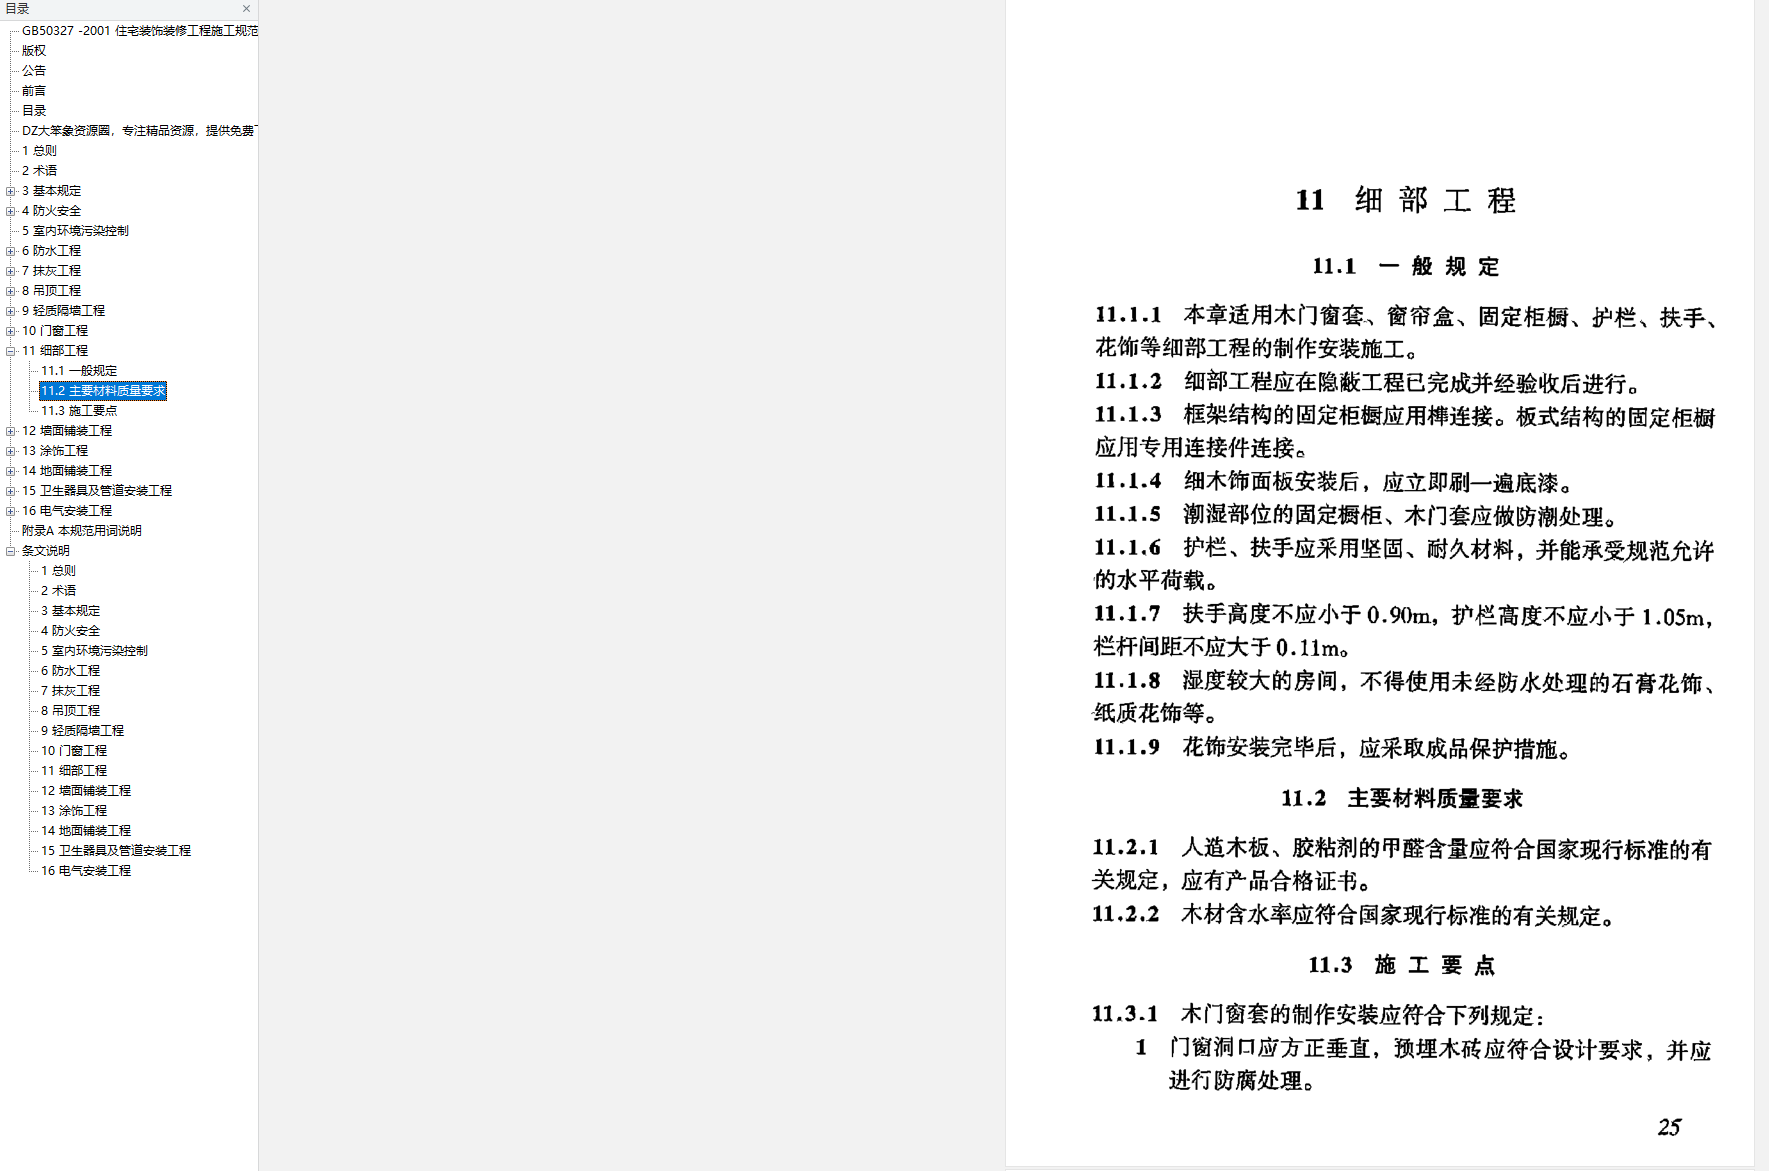 目录
GB50327 -2001 住宅装饰装修工程施工规范
版权
公告
前言
目录
DZ大笨象资源圈，专注精品资源，提供免费
1 总则
2 术语
3 基本规定
4 防火安全
5 室内环境污染控制
6 防水工程
7 抹灰工程
8 吊顶工程
9 轻质隔墙工程
10 门窗工程
11 细部工程
11.1 一般规定
11.2 主要材料质量要求
11.3 施工要点
12 墙面铺装工程
13 涂饰工程
14 地面铺装工程
15 卫生器具及管道安装工程
16 电气安装工程
附录A 本规范用词说明
条文说明
1 总则
2 术语
3 基本规定
4 防火安全
5 室内环境污染控制
6 防水工程
7 抹灰工程
8 吊顶工程
9 轻质隔墙工程
10 门窗工程
11 细部工程
12 墙面铺装工程
13 涂饰工程
14 地面铺装工程
15 卫生器具及管道安装工程
16 电气安装工程
11 细部工程
11.1 一般规定
11.1.1 本章适用木门窗套、窗帘盒、固定柜橱、护栏、扶手、
花饰等细部工程的制作安装施工。
11.1.2 细部工程应在隐蔽工程已完成并经验收后进行。
11.1.3 框架结构的固定柜橱应用榫连接。板式结构的固定柜橱
应用专用连接件连接。
11.1.4 细木饰面板安装后，应立即刷一遍底漆。
11.1.5 潮湿部位的固定橱柜、木门套应做防潮处理。
11.1.6 护栏、扶手应采用坚固、耐久材料，并能承受规范允许
的水平荷载。
11.1.7 扶手高度不应小于0.90m，护栏高度不应小于1.05m，
栏杆间距不应大于0.11m。
11.1.8 湿度较大的房间，不得使用未经防水处理的石膏花饰、
纸质花饰等。
11.1.9 花饰安装完毕后，应采取成品保护措施。
11.2 主要材料质量要求
11.2.1 人造木板、胶粘剂的甲醛含量应符合国家现行标准的有
关规定，应有产品合格证书。
11.2.2 木材含水率应符合国家现行标准的有关规定。
11.3 施工要点
11.3.1 木门窗套的制作安装应符合下列规定：
1 门窗洞口应方正垂直，预埋木砖应符合设计要求，并应
进行防腐处理。
25